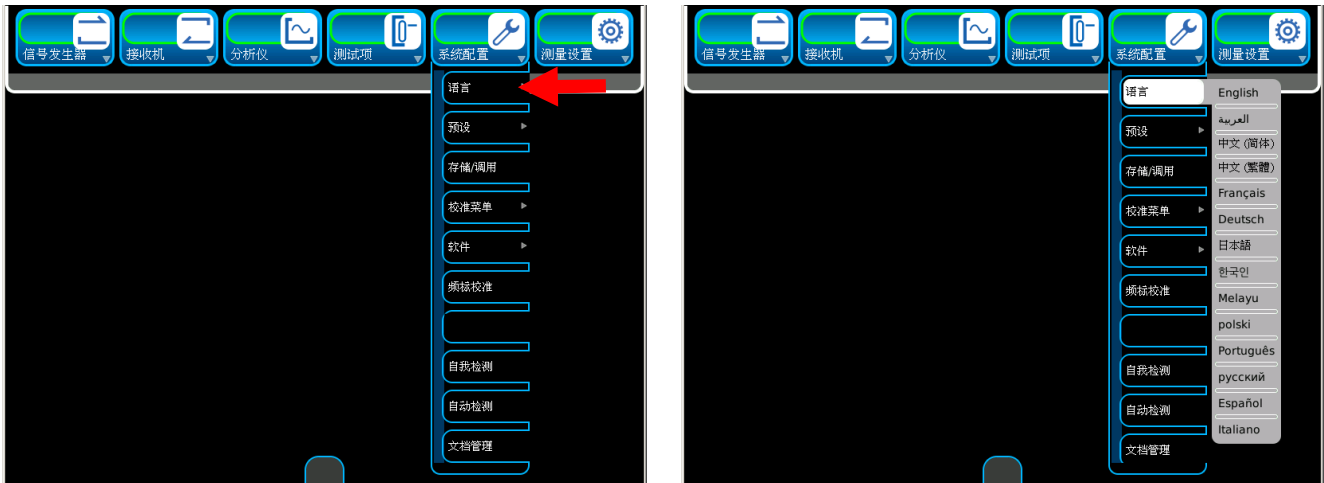 信号发生器
接收机
分析仪
测试项
系统配置
测量设置
语言
预设
存储/调用
校准菜单
软件
频标校准
自我检测
自动检测
文档管理
信号发生器
接收机
分析仪
测试项
系统配置
测量设置
语言
预设
存储/调用
校准菜单
软件
频标校准
自我检测
自动检测
文档管理
English
العربية
中文 (简体)
中文 (繁體)
Français
Deutsch
日本語
한국인
Melayu
polski
Português
русский
Español
Italiano